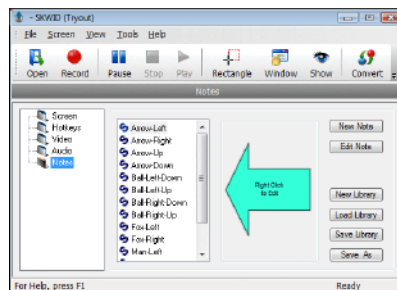 - SKWID (Tryout)
File Screen View Tools Help
Open Record Pause Stop Play Rectangle Window Show Convert
Notes
Screen
Hotkeys
Video
Audio
Notes
Arrow-Left
Arrow-Right
Arrow-Up
Arrow-Down
Ball-Left-Down
Ball-Left-Up
Ball-Right-Down
Ball-Right-Up
Fox-Left
Fox-Right
Man-Left
Right Click
to Edit
New Note
Edit Note
New Library
Load Library
Save Library
Save As
For Help, press F1 Ready